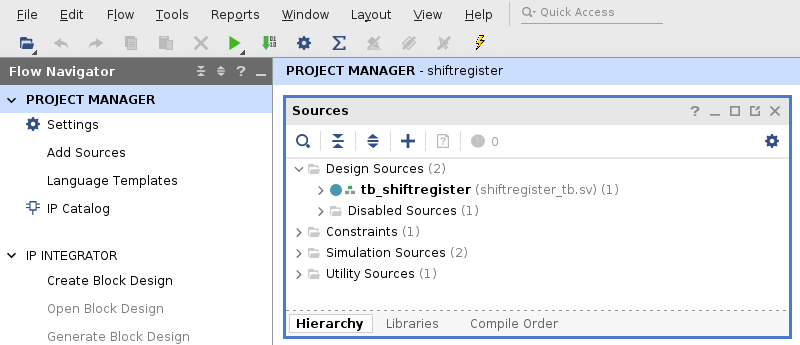 File Edit Flow Tools Reports Window Layout View Help Quick Access
Flow Navigator
PROJECT MANAGER
Settings
Add Sources
Language Templates
IP Catalog
IP INTEGRATOR
Create Block Design
Open Block Design
Generate Block Design
PROJECT MANAGER - shiftregister
Sources
0
Design Sources (2)
tb_shiftregister (shiftregister_tb.sv) (1)
Disabled Sources (1)
Constraints (1)
Simulation Sources (2)
Utility Sources (1)
Hierarchy Libraries Compile Order